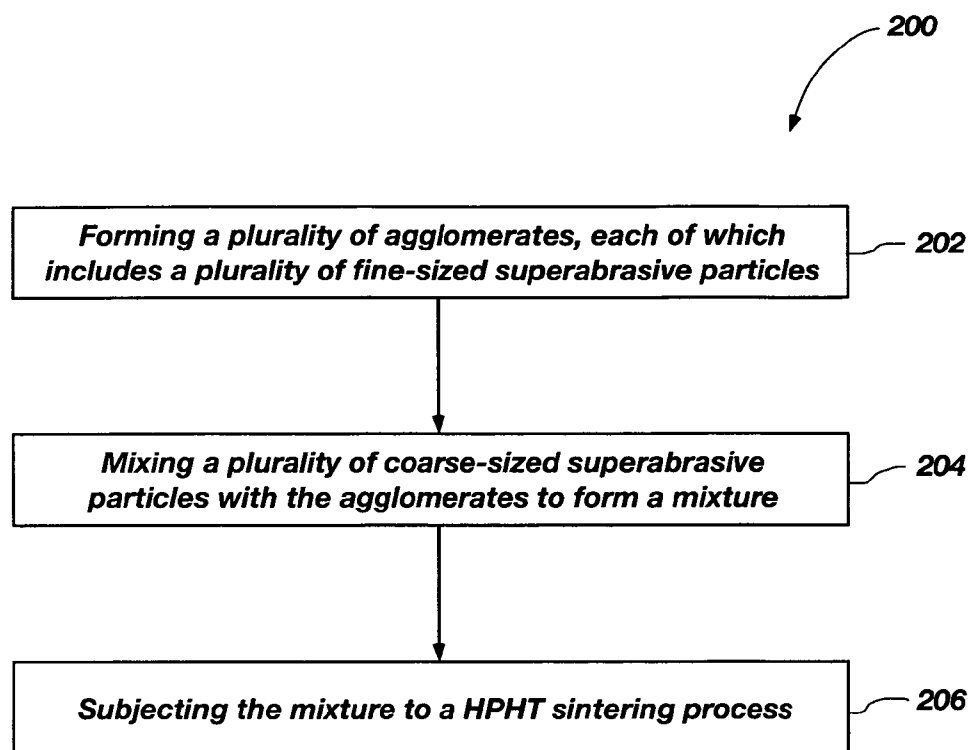 200
Forming a plurality of agglomerates, each of which
includes a plurality of fine-sized superabrasive particles
202
Mixing a plurality of coarse-sized superabrasive
particles with the agglomerates to form a mixture
204
Subjecting the mixture to a HPHT sintering process
206